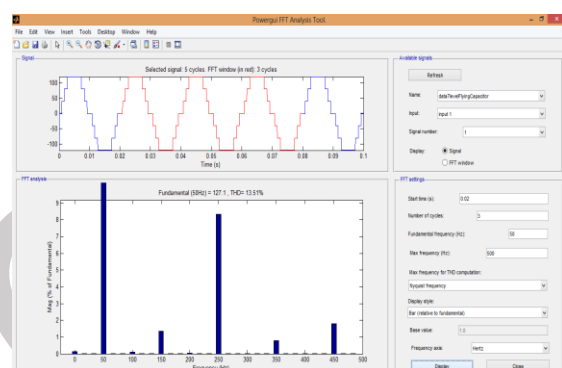 Powergui FFT Analysis Tool.
File Edit View Insert Tools Desktop Window Help
Signal
Selected signal: 5 cycles. FFT window (in red): 3 cycles
100
50
0
-50
-100
0 0.01 0.02 0.03 0.04 0.05 0.06 0.07 0.08 0.09 0.1
Time (s)
FFT analysis
Fundamental (50Hz) = 127.1 , THD= 13.51%
Mag (% of Fundamental)
9
8
7
6
5
4
3
2
1
0
0 50 100 150 200 250 300 350 400 450 500
Frequency (Hz)
Available signals
Refresh
Name:
Input:
input 1
Signal number:
1
Display:
Signal
FFT window
FFT settings
Start time (s):
0.02
Number of cycles:
3
Fundamental frequency (Hz):
50
Max frequency (Hz):
500
Max frequency for THD computation:
Nyquist frequency
Display style:
Bar (relative to fundamental)
Base value:
1.0
Frequency axis:
Hertz
Display
Close